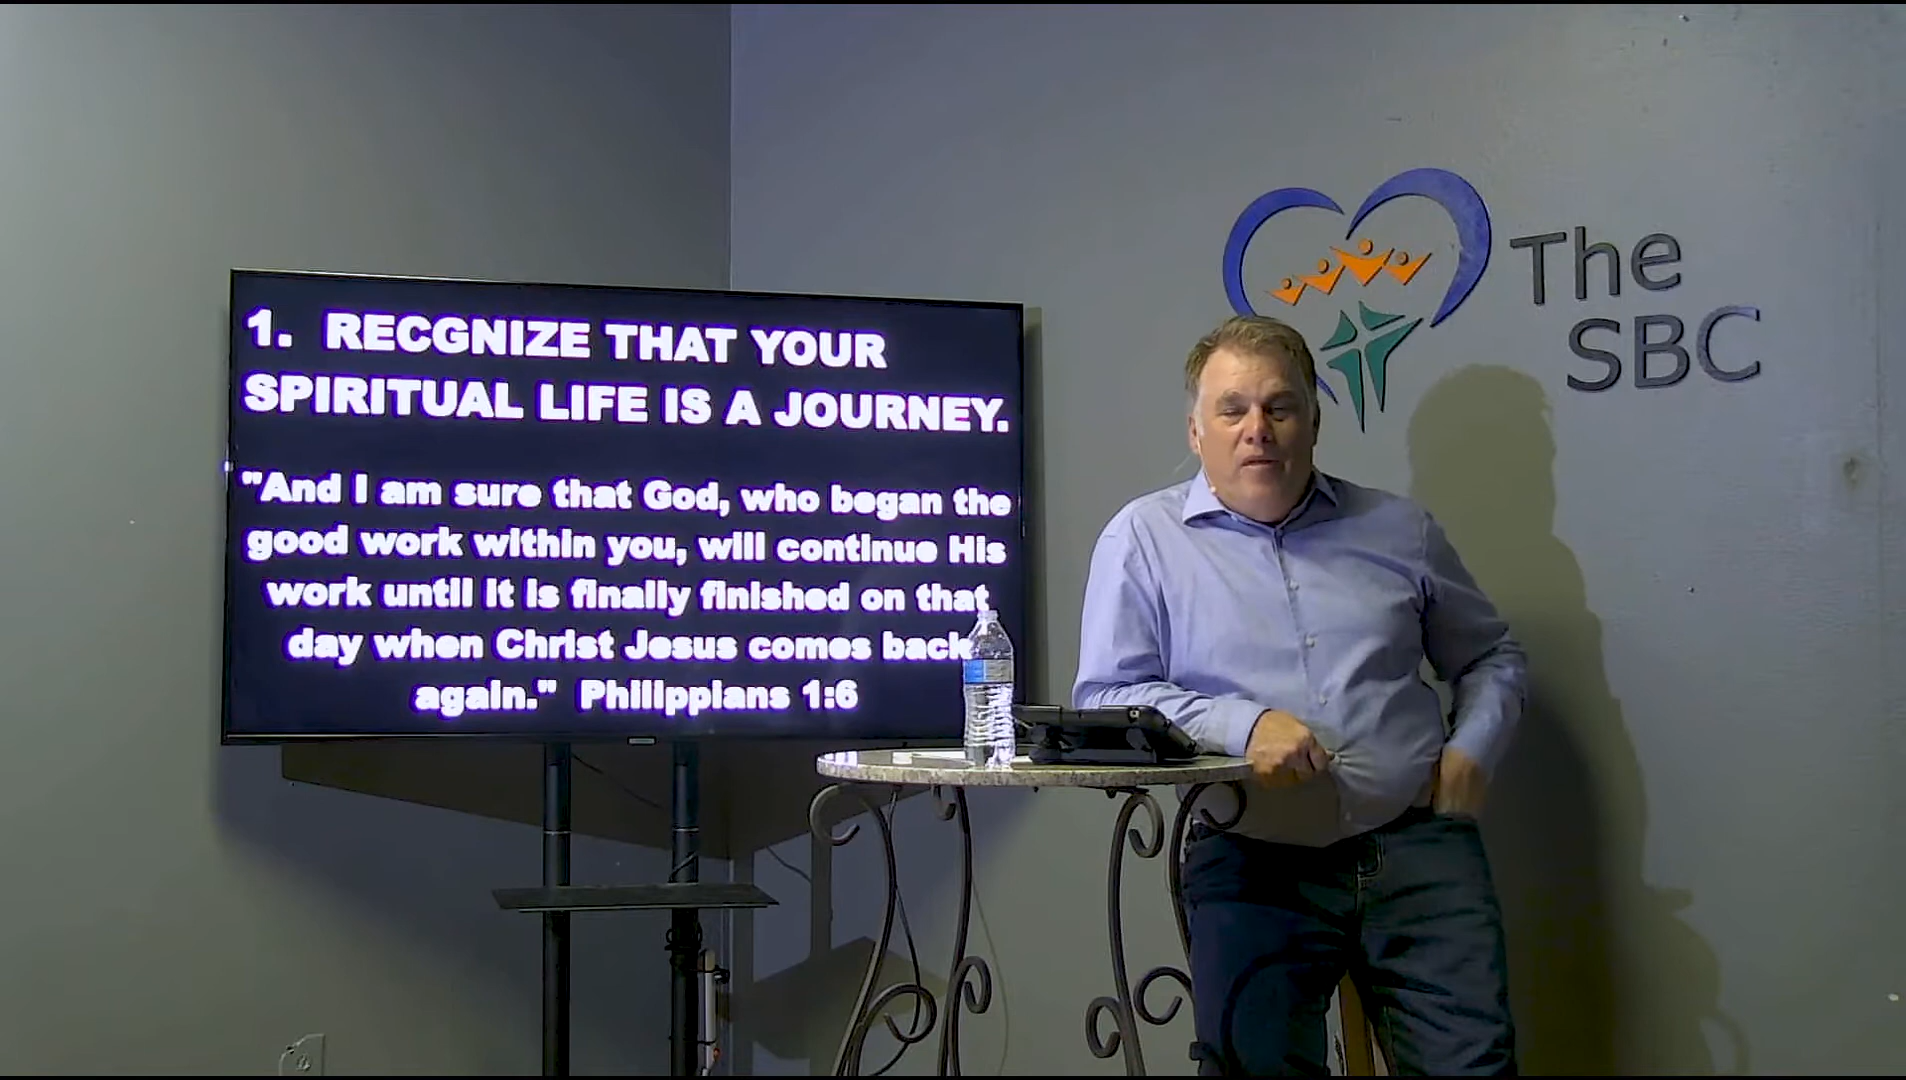 1. RECGNIZE THAT YOUR
SPIRITUAL LIFE IS A JOURNEY.
"And I am sure that God, who began the
good work within you, will continue His
work until it is finally finished on that
day when Christ Jesus comes back
again." Philippians 1:6
The
SBC